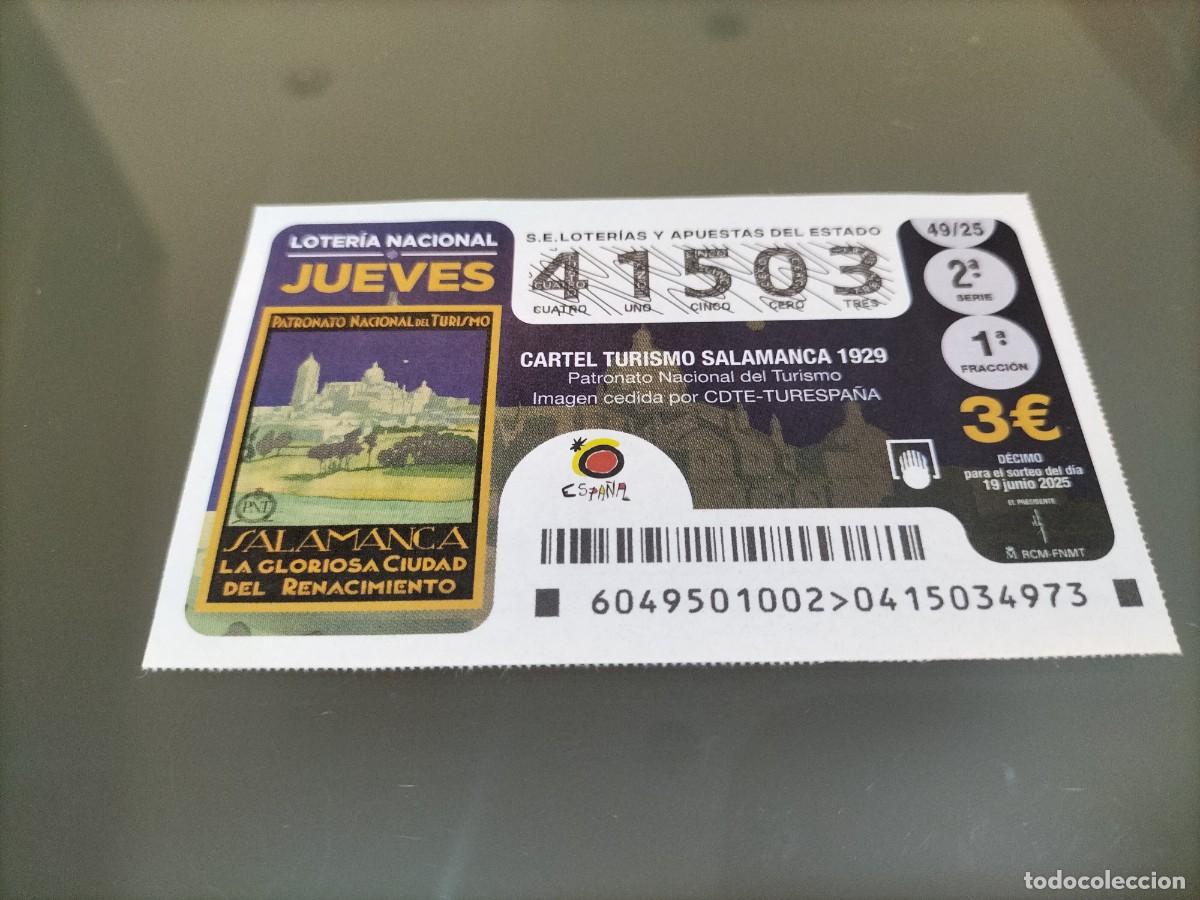 LOTERÍA NACIONAL
JUEVES
PATRONATO NACIONAL DEL TURISMO
PNT
SALAMANCA
LA GLORIOSA CIUDAD
DEL RENACIMIENTO
S.E.LOTERÍAS Y APUESTAS DEL ESTADO
41503
CUATRO UNO CINCO CERO TRES
CARTEL TURISMO SALAMANCA 1929
Patronato Nacional del Turismo
Imagen cedida por CDTE-TURESPAÑA
ESPAÑA
49/25
2ª
SERIE
1ª
FRACCIÓN
3€
DÉCIMO
para el sorteo del día
19 junio 2025
EL PRESIDENTE
RCM-FNMT
6049501002>0415034973
todocoleccion